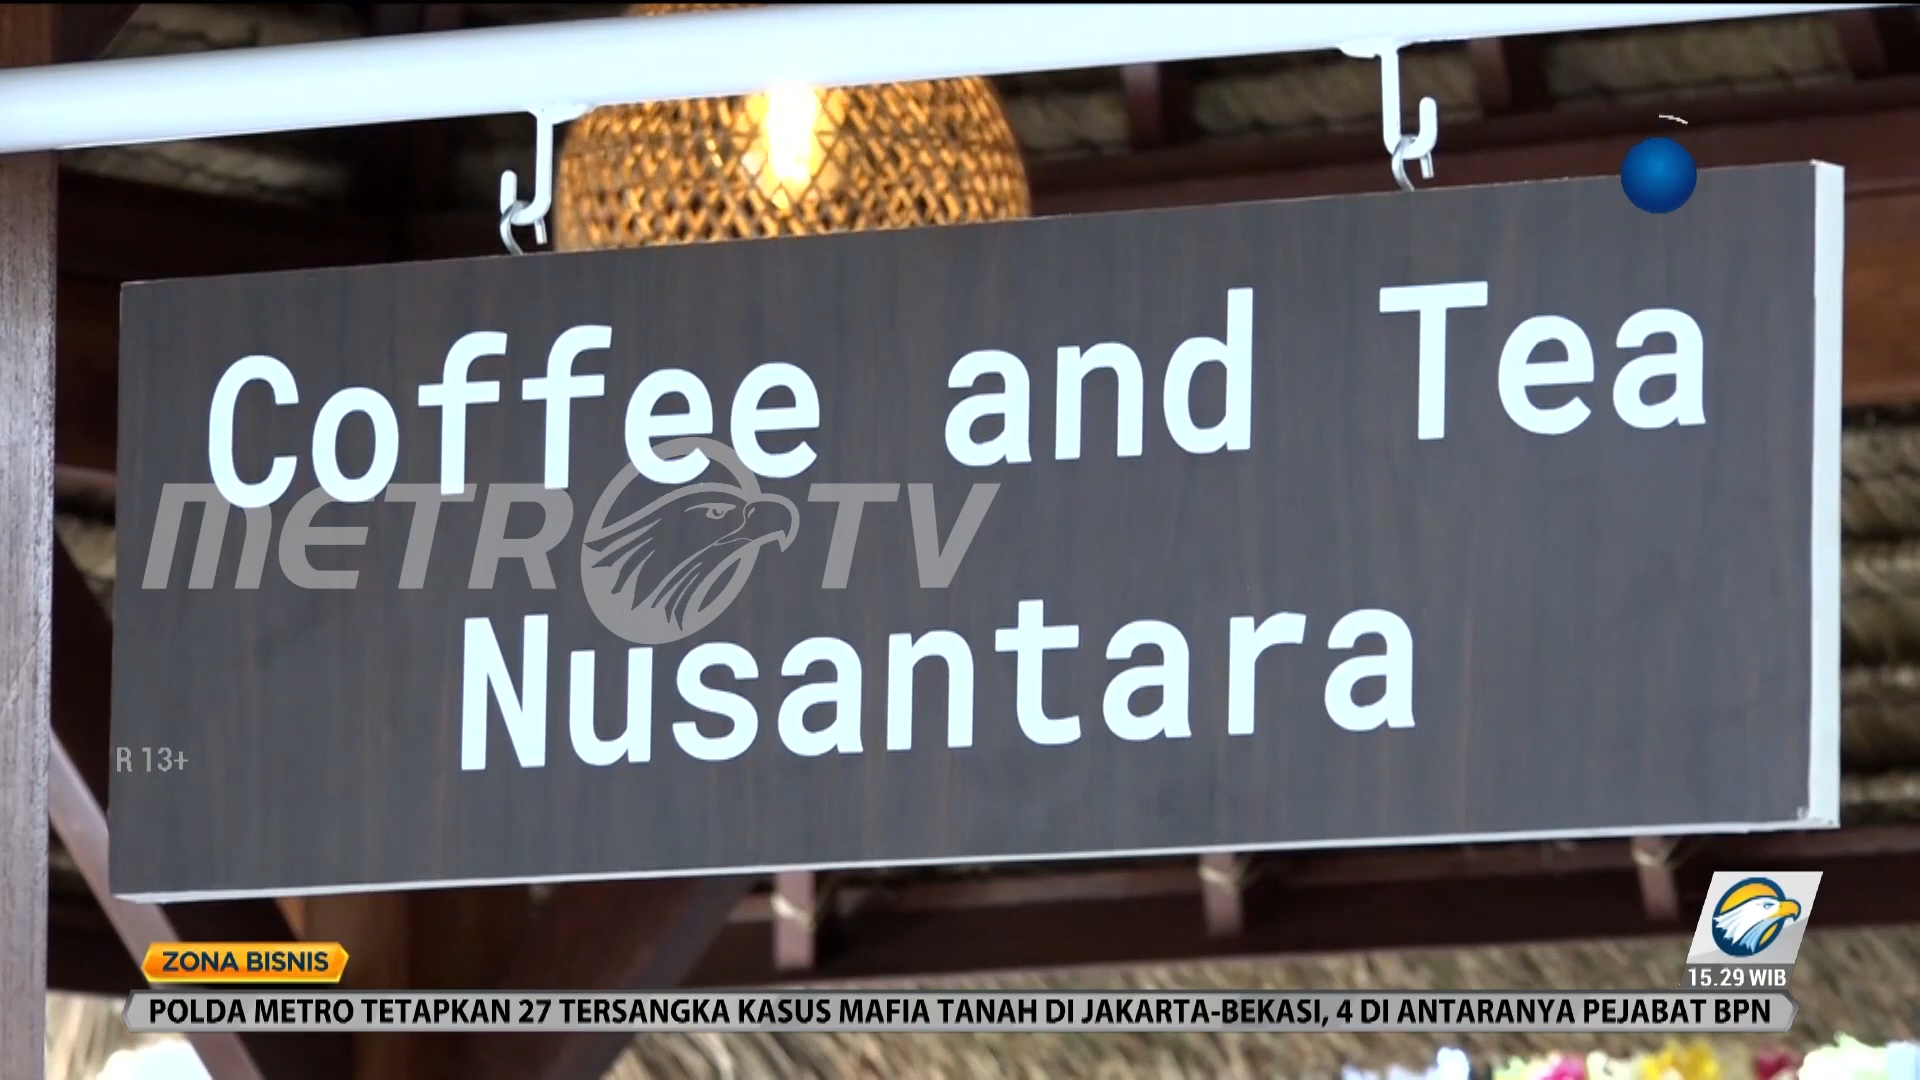 Coffee and Tea
METRO TV
Nusantara
R 13+
ZONA BISNIS
15.29 WIB
POLDA METRO TETAPKAN 27 TERSANGKA KASUS MAFIA TANAH DI JAKARTA-BEKASI, 4 DI ANTARANYA PEJABAT BPN